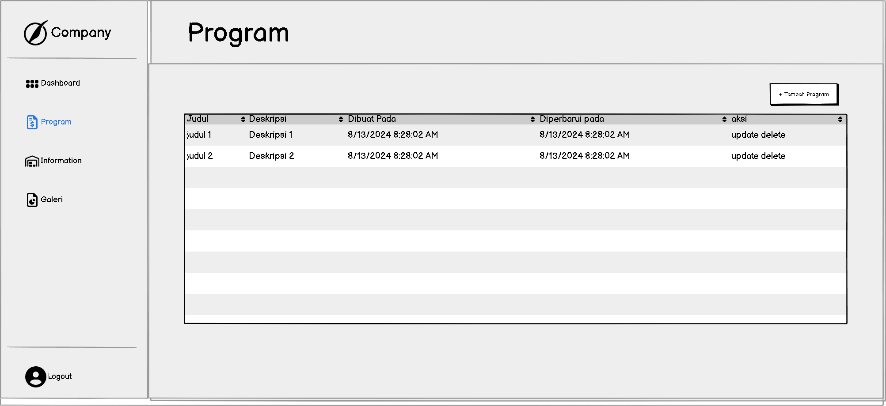 Company
Program
Dashboard
Program
Information
Galeri
Logout
+ Tambah Program
Judul Deskripsi Dibuat Pada Diperbarui pada aksi
judul 1 Deskripsi 1 8/13/2024 8:28:02 AM 8/13/2024 8:28:02 AM update delete
judul 2 Deskripsi 2 8/13/2024 8:28:02 AM 8/13/2024 8:28:02 AM update delete